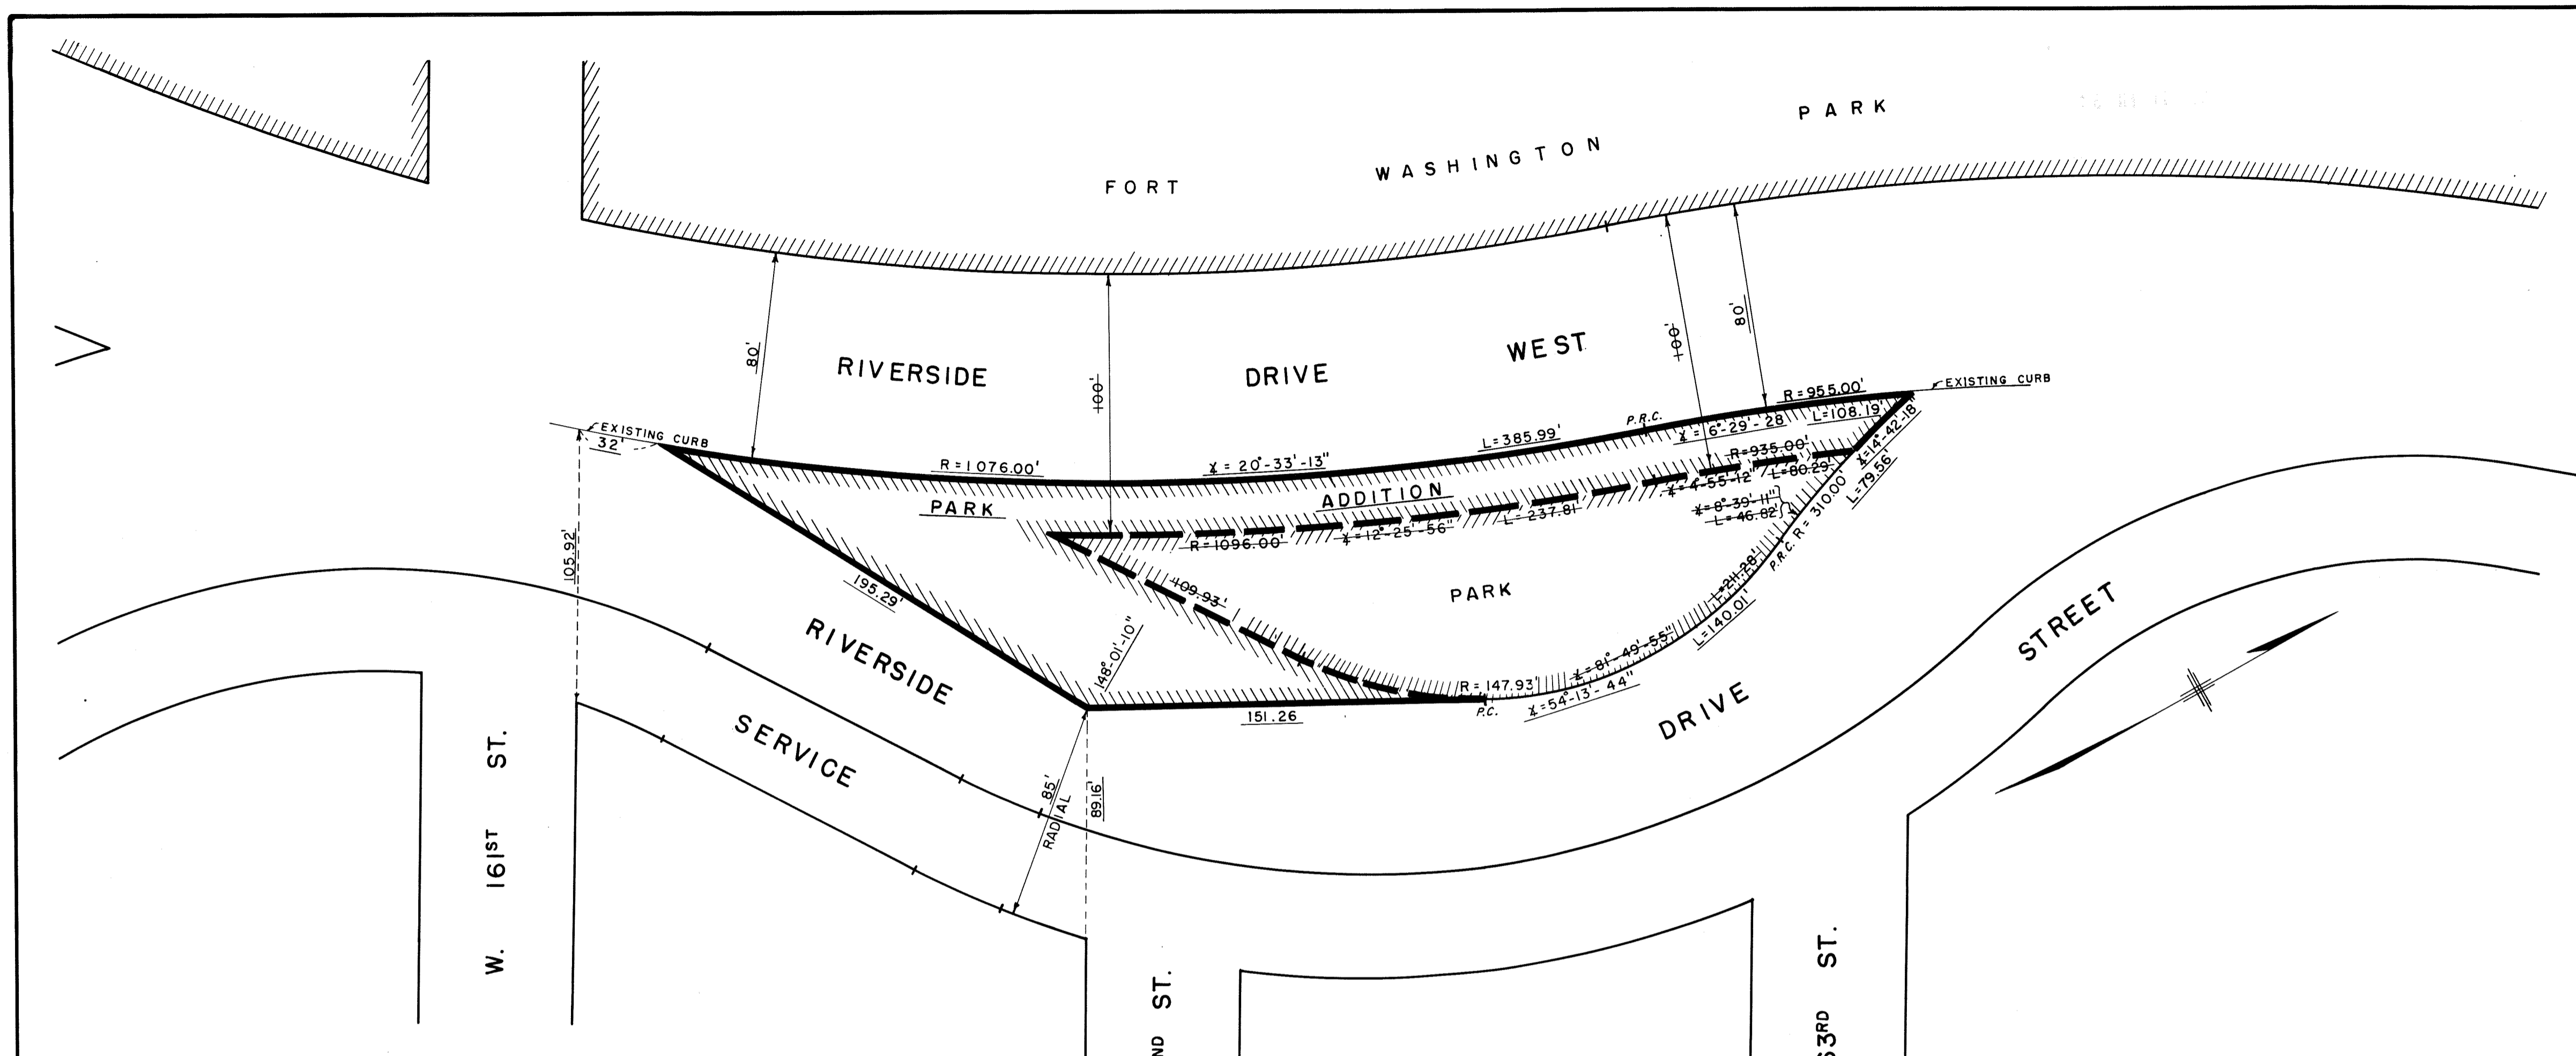 FORT WASHINGTON PARK
80'
100'
100'
80'
RIVERSIDE DRIVE WEST
EXISTING CURB
32'
EXISTING CURB
R = 955.00'
P.R.C.
L = 108.19'
∡ = 6°-29'-28
L = 385.99'
R = 1076.00'
∡ = 20°-33'-13"
R = 935.00'
∡ = 14°-42'-18"
L = 80.29'
∡ = 4°-55'-12"
L = 79.56'
PARK ADDITION
∡ = 8°-39'-11"
L = 46.82'
L = 237.81'
∡ = 12°-25'-56"
R = 1096.00'
R = 310.00'
P.R.C.
105.92'
195.29'
109.93'
PARK
L = 211.28'
L = 140.01'
148°-01'-10"
∡ = 81°-49'-55"
R = 147.93'
∡ = 54°-13'-44"
P.C.
151.26
RIVERSIDE DRIVE
SERVICE STREET
85'
RADIAL
89.16'
W. 161ST ST.
ND ST.
63RD ST.